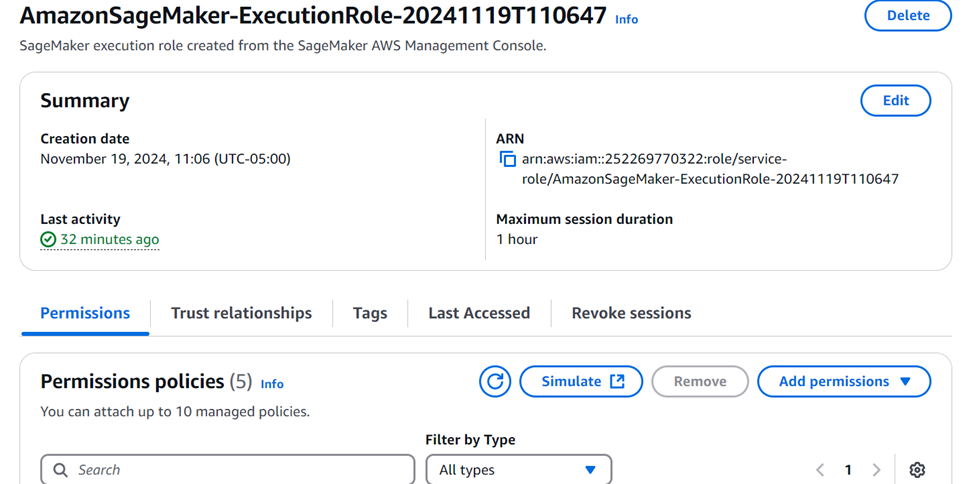 AmazonSageMaker-ExecutionRole-20241119T110647 Info
Delete
SageMaker execution role created from the SageMaker AWS Management Console.
Summary
Edit
Creation date
November 19, 2024, 11:06 (UTC-05:00)
ARN
arn:aws:iam::252269770322:role/service-
role/AmazonSageMaker-ExecutionRole-20241119T110647
Last activity
32 minutes ago
Maximum session duration
1 hour
Permissions
Trust relationships
Tags
Last Accessed
Revoke sessions
Permissions policies (5) Info
Simulate
Remove
Add permissions
You can attach up to 10 managed policies.
Filter by Type
Search
All types
1